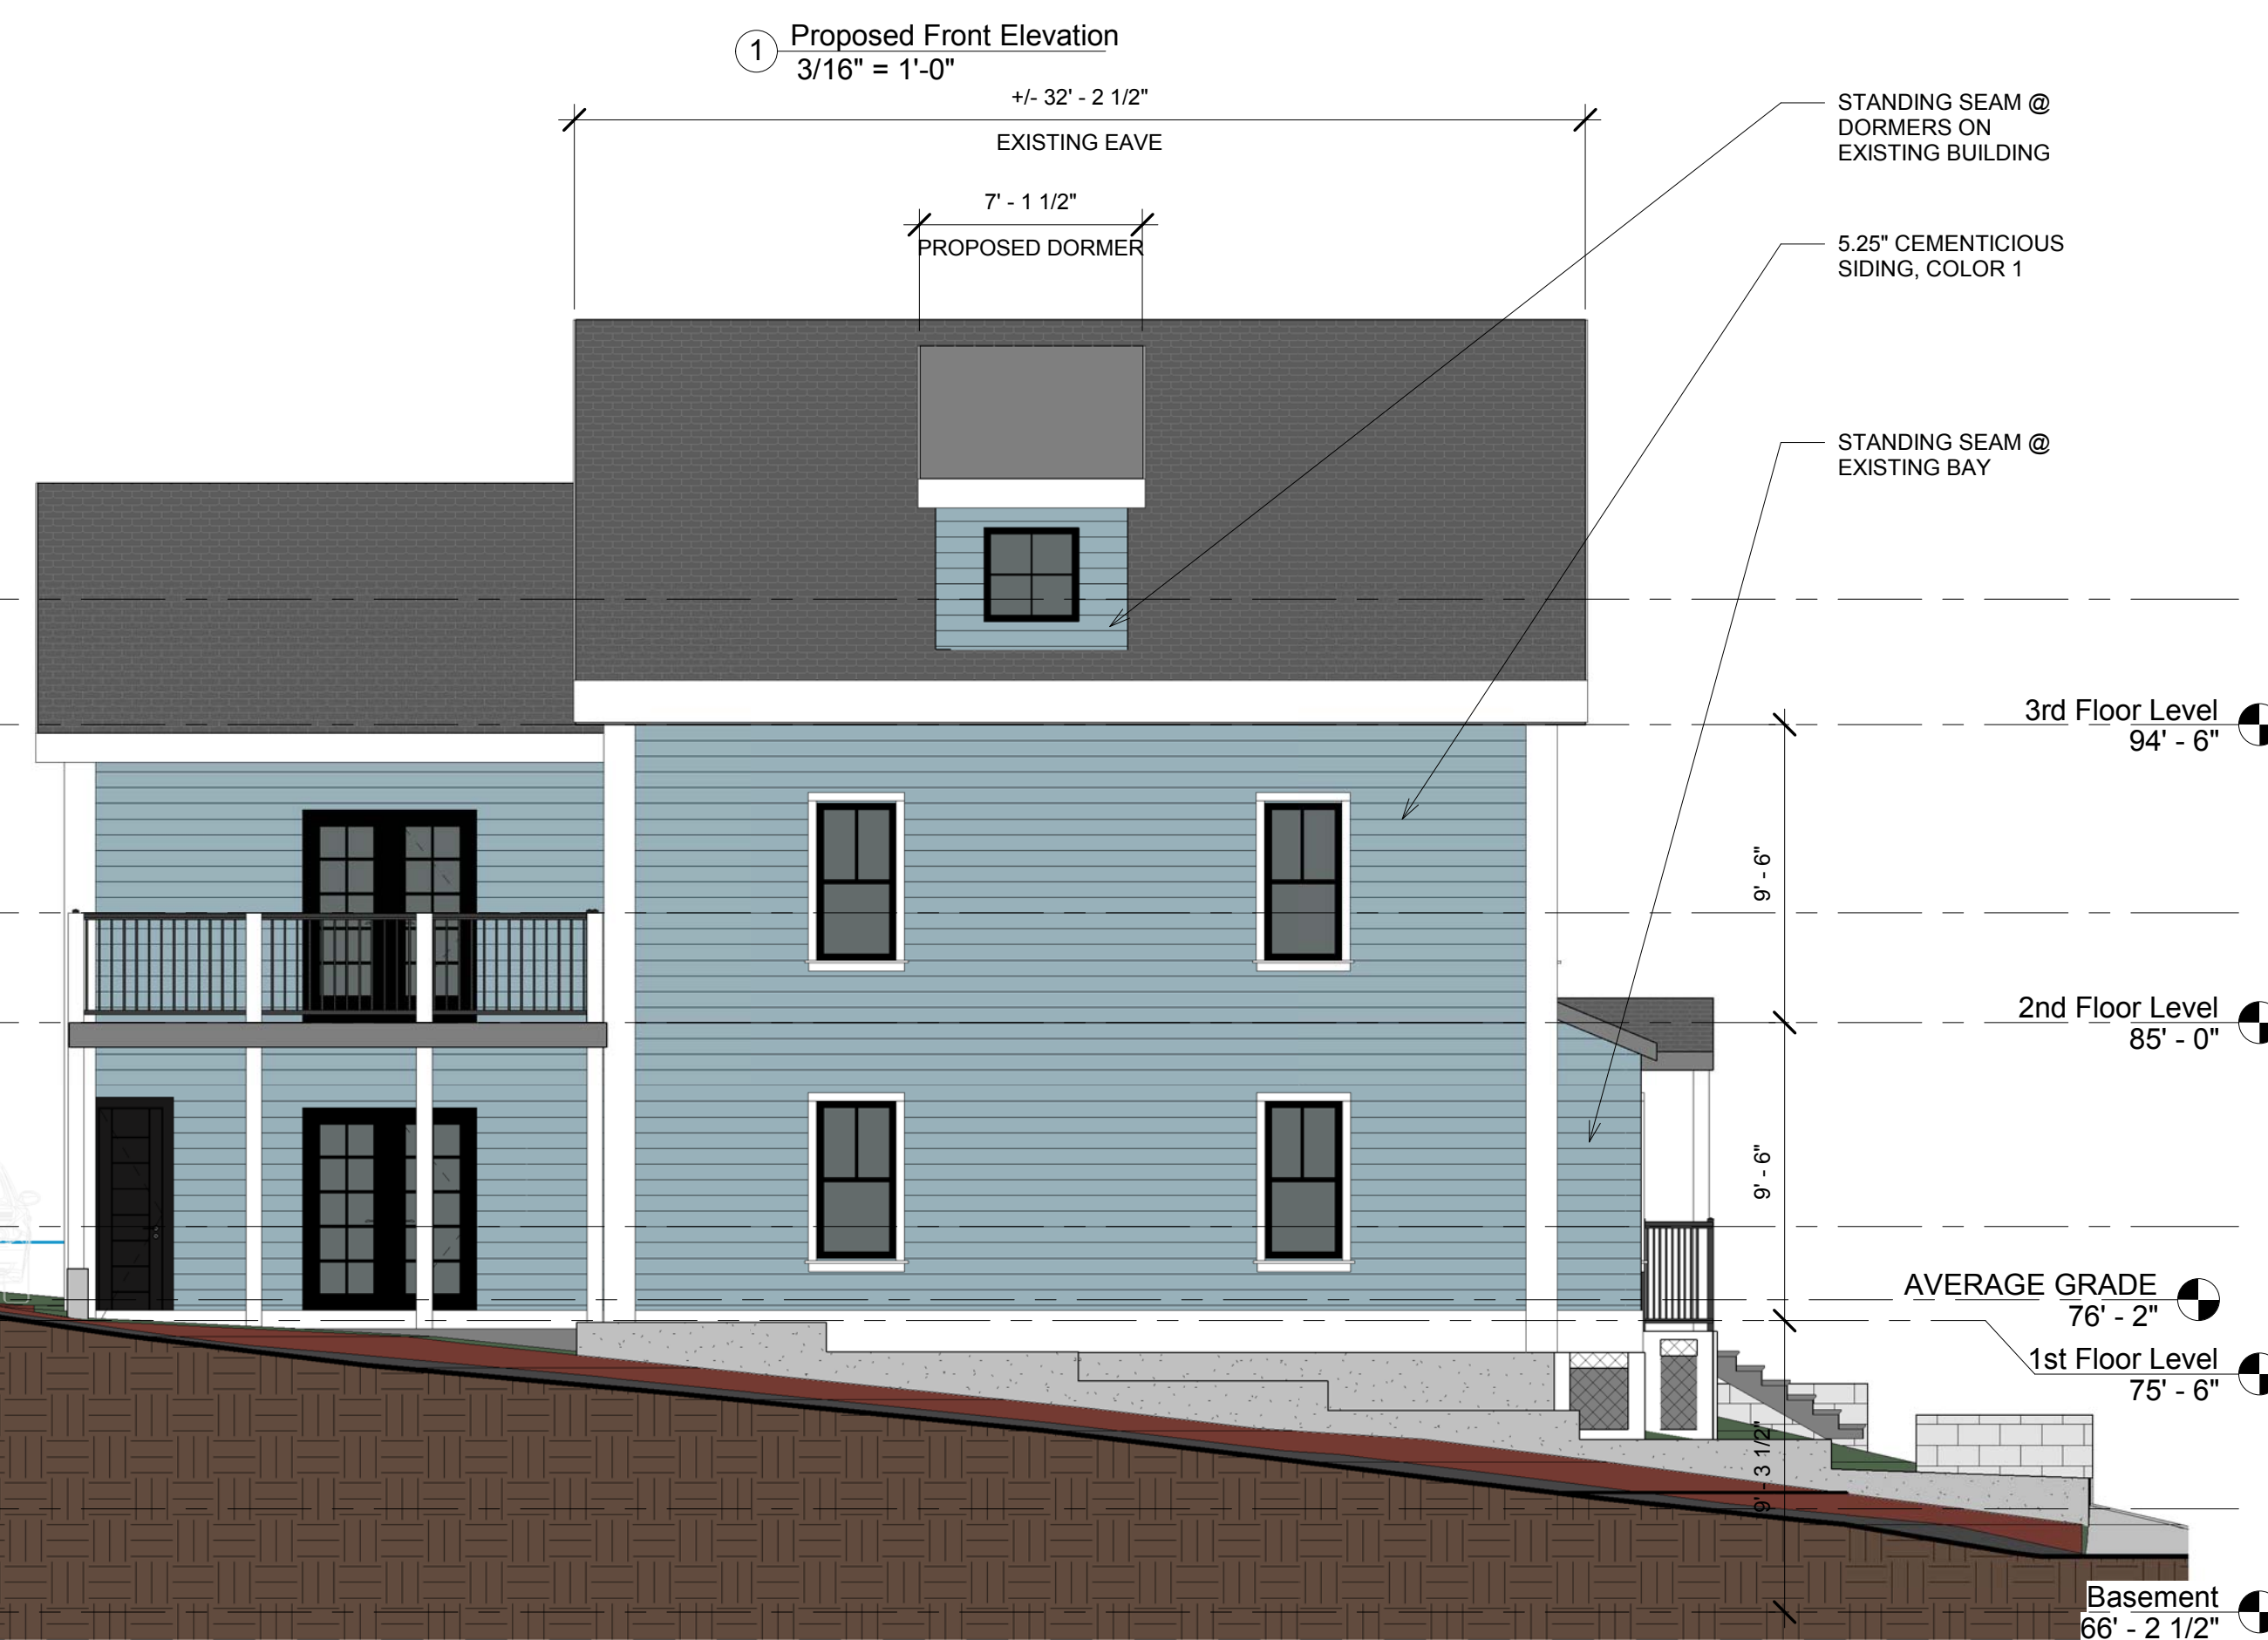 1
Proposed Front Elevation
3/16" = 1'-0"
+/- 32' - 2 1/2"
EXISTING EAVE
7' - 1 1/2"
PROPOSED DORMER
STANDING SEAM @
DORMERS ON
EXISTING BUILDING
5.25" CEMENTICIOUS
SIDING, COLOR 1
STANDING SEAM @
EXISTING BAY
3rd Floor Level
94' - 6"
9' - 6"
2nd Floor Level
85' - 0"
9' - 6"
AVERAGE GRADE
76' - 2"
1st Floor Level
75' - 6"
9' - 3 1/2"
Basement
66' - 2 1/2"